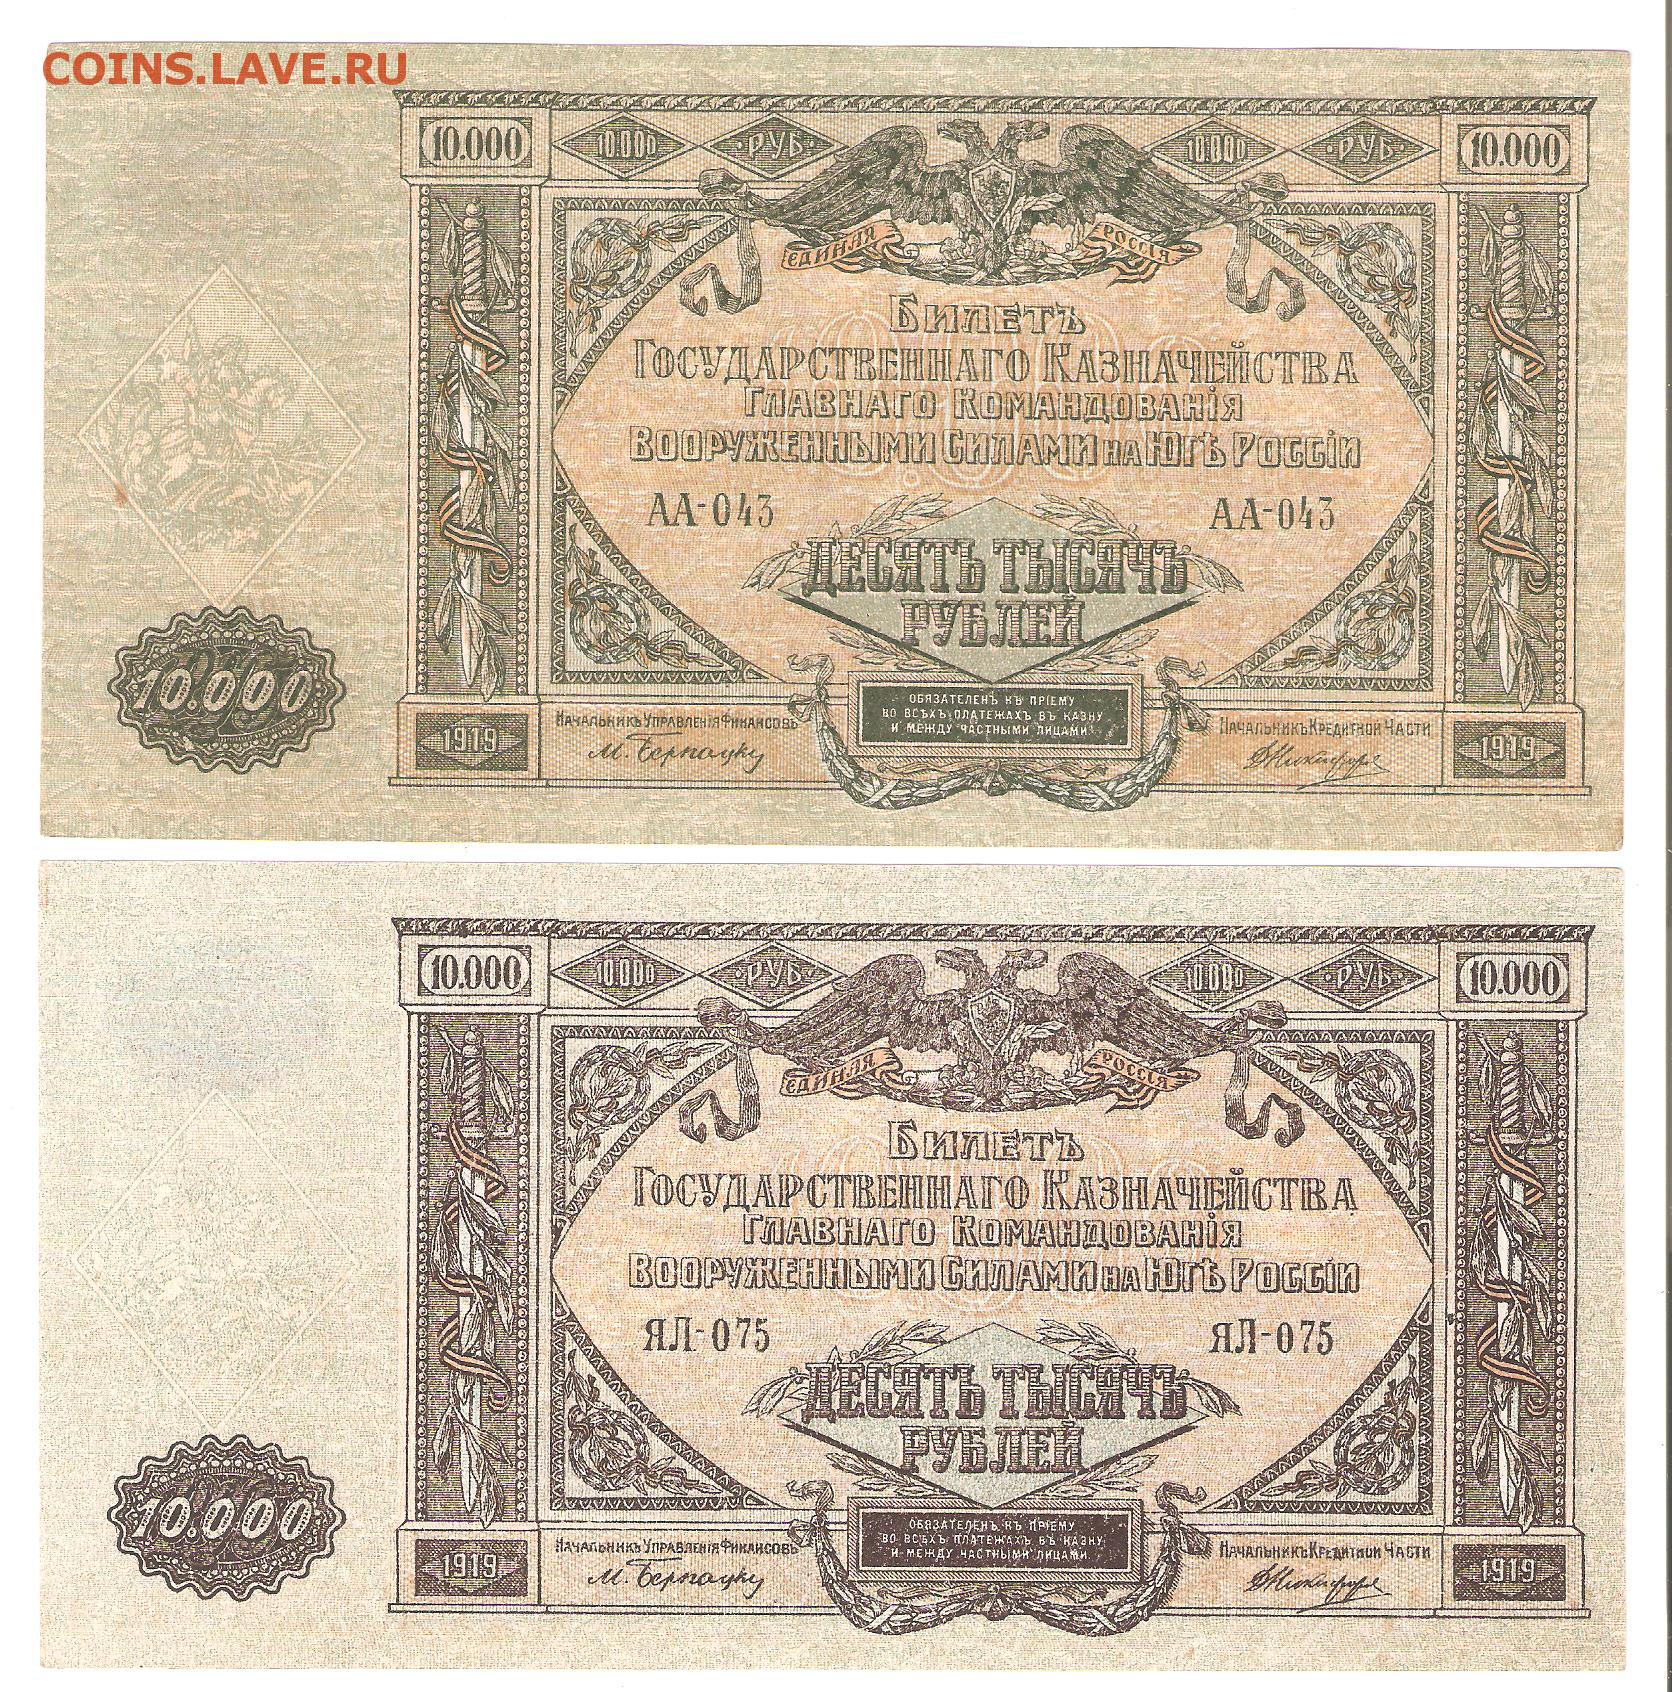 COINS.LAVE.RU
10.000 10.000 РУБ 10.000 РУБ 10.000
ЕДИНАЯ РОССІЯ
БИЛЕТЪ
ГОСУДАРСТВЕННАГО КАЗНАЧЕЙСТВА
ГЛАВНАГО КОМАНДОВАНІЯ
ВООРУЖЕННЫМИ СИЛАМИ НА ЮГѢ РОССІИ
АА-043 АА-043
ДЕСЯТЬ ТЫСЯЧЪ
РУБЛЕЙ
10.000
ОБЯЗАТЕЛЕНЪ КЪ ПРІЕМУ
ВО ВСѢХЪ ПЛАТЕЖАХЪ ВЪ КАЗНУ
И МЕЖДУ ЧАСТНЫМИ ЛИЦАМИ.
1919 НАЧАЛЬНИКЪ УПРАВЛЕНІЯ ФИНАНСОВЪ НАЧАЛЬНИКЪ КРЕДИТНОЙ ЧАСТИ 1919
М. Бернацку
10.000 10.000 РУБ 10.000 РУБ 10.000
ЕДИНАЯ РОССІЯ
БИЛЕТЪ
ГОСУДАРСТВЕННАГО КАЗНАЧЕЙСТВА
ГЛАВНАГО КОМАНДОВАНІЯ
ВООРУЖЕННЫМИ СИЛАМИ НА ЮГѢ РОССІИ
ЯЛ-075 ЯЛ-075
ДЕСЯТЬ ТЫСЯЧЪ
РУБЛЕЙ
10.000
ОБЯЗАТЕЛЕНЪ КЪ ПРІЕМУ
ВО ВСѢХЪ ПЛАТЕЖАХЪ ВЪ КАЗНУ
И МЕЖДУ ЧАСТНЫМИ ЛИЦАМИ.
1919 НАЧАЛЬНИКЪ УПРАВЛЕНІЯ ФИНАНСОВЪ НАЧАЛЬНИКЪ КРЕДИТНОЙ ЧАСТИ 1919
М. Бернацку